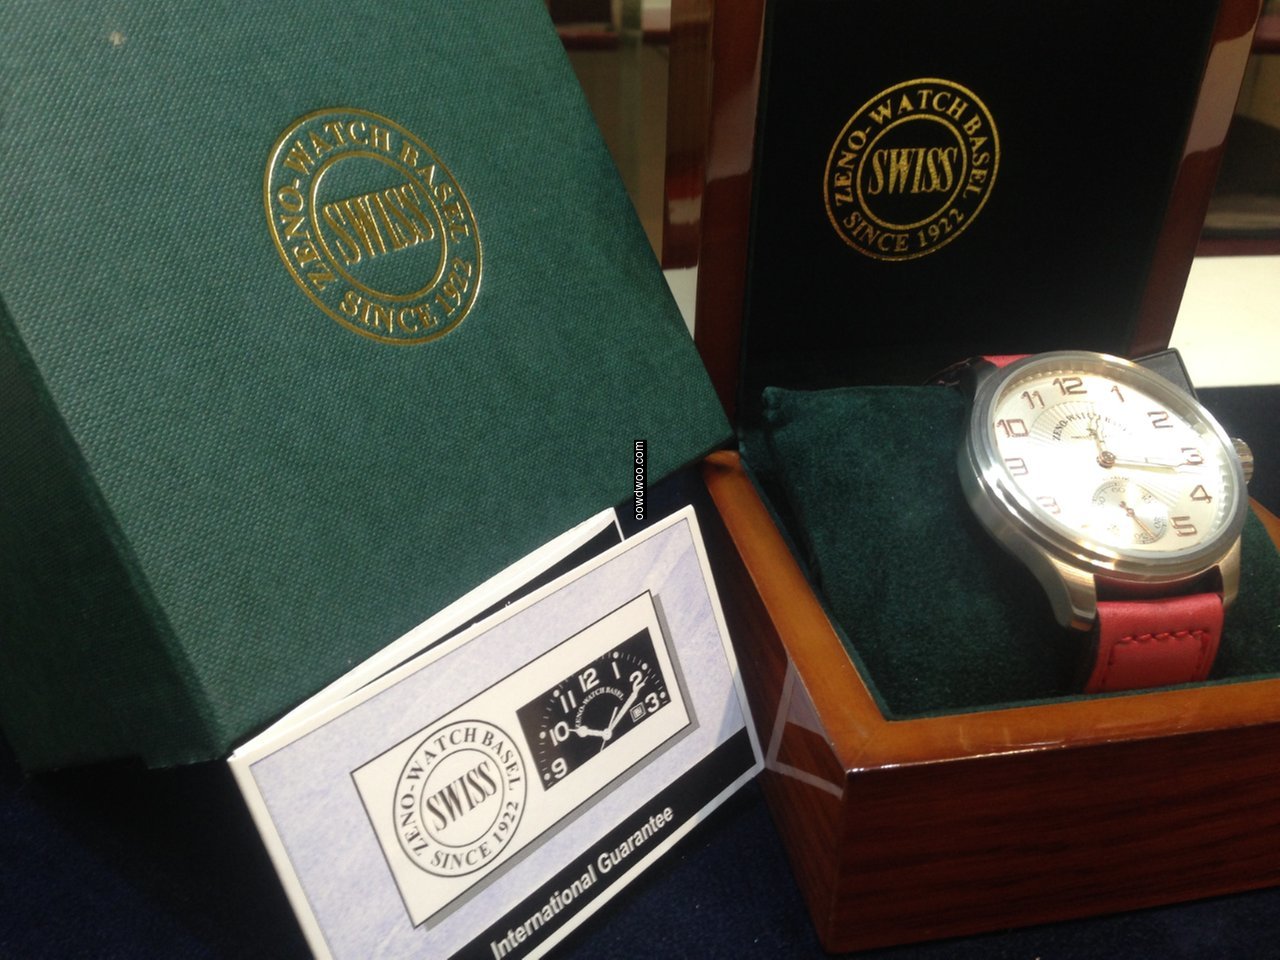 ZENO-WATCH BASEL
SWISS
SINCE 1922
ZENO-WATCH BASEL
SWISS
SINCE 1922
oowdwoo.com
11 12 1
10 2
3
4
5
ZENO-WATCH BASEL
60
ZENO-WATCH BASEL
SWISS
SINCE 1922
11 12 1
10 2
9 3
ZENO-WATCH BASEL
International Guarantee